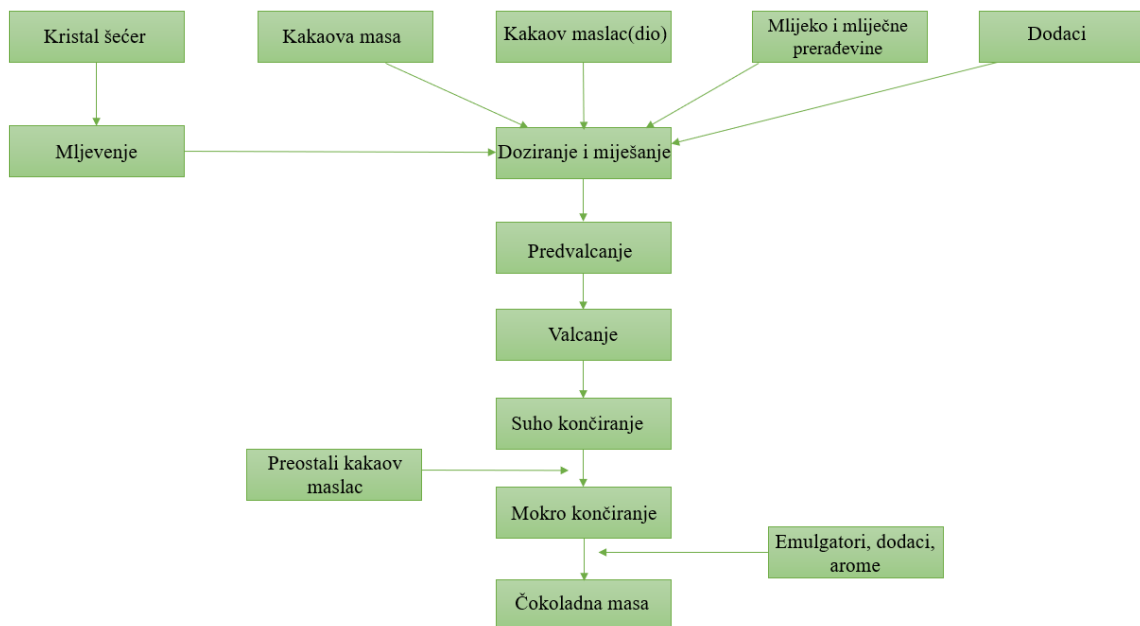 Kristal šećer
Kakaova masa
Kakaov maslac(dio)
Mlijeko i mliječne
prerađevine
Dodaci
Mljevenje
Doziranje i miješanje
Predvalcanje
Valcanje
Suho končiranje
Preostali kakaov
maslac
Mokro končiranje
Emulgatori, dodaci,
arome
Čokoladna masa